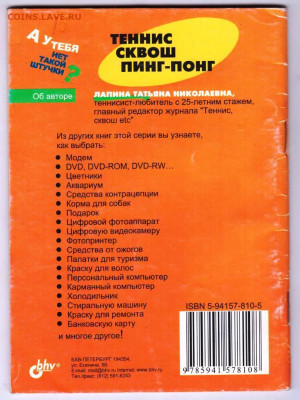 COINS.LAVE.RU
А У ТЕБЯ
НЕТ ТАКОЙ
ШТУЧКИ
?
ТЕННИС
СКВОШ
ПИНГ-ПОНГ
Об авторе
ЛАПИНА ТАТЬЯНА НИКОЛАЕВНА,
теннисист-любитель с 25-летним стажем,
главный редактор журнала "Теннис,
сквош etc"
Из других книг этой серии вы узнаете,
как выбрать:
• Модем
• DVD, DVD-ROM, DVD-RW...
• Цветники
• Аквариум
• Средства контрацепции
• Корма для собак
• Подарок
• Цифровой фотоаппарат
• Цифровую видеокамеру
• Фотопринтер
• Средства от ожогов
• Палатки для туризма
• Краску для волос
• Персональный компьютер
• Карманный компьютер
• Холодильник
• Стиральную машину
• Краску для ремонта
• Банковскую карту
и многое другое!
ISBN 5-94157-810-5
9 785941 578108
bhv
БХВ-ПЕТЕРБУРГ